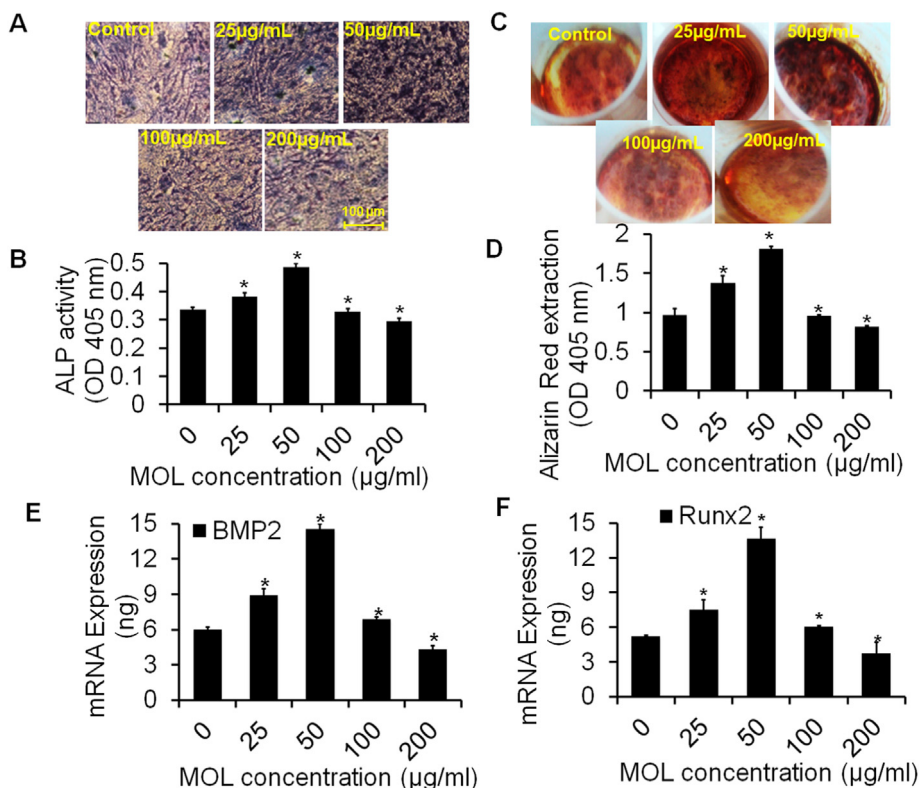 A
Control
25µg/mL
50µg/mL
100µg/mL
200µg/mL
100 µm
B
ALP activity
(OD 405 nm)
0.5
0.4
0.3
0.2
0.1
0
*
*
*
*
0
25
50
100
200
MOL concentration (µg/ml)
C
Control
25µg/mL
50µg/mL
100µg/mL
200µg/mL
D
Alizarin Red extraction
(OD 405 nm)
2
1.5
1
0.5
0
*
*
*
*
0
25
50
100
200
MOL concentration (µg/ml)
E
BMP2
mRNA Expression
(ng)
15
12
9
6
3
0
*
*
*
*
0
25
50
100
200
MOL concentration (µg/ml)
F
Runx2
mRNA Expression
(ng)
15
12
9
6
3
0
*
*
*
*
0
25
50
100
200
MOL concentration (µg/ml)